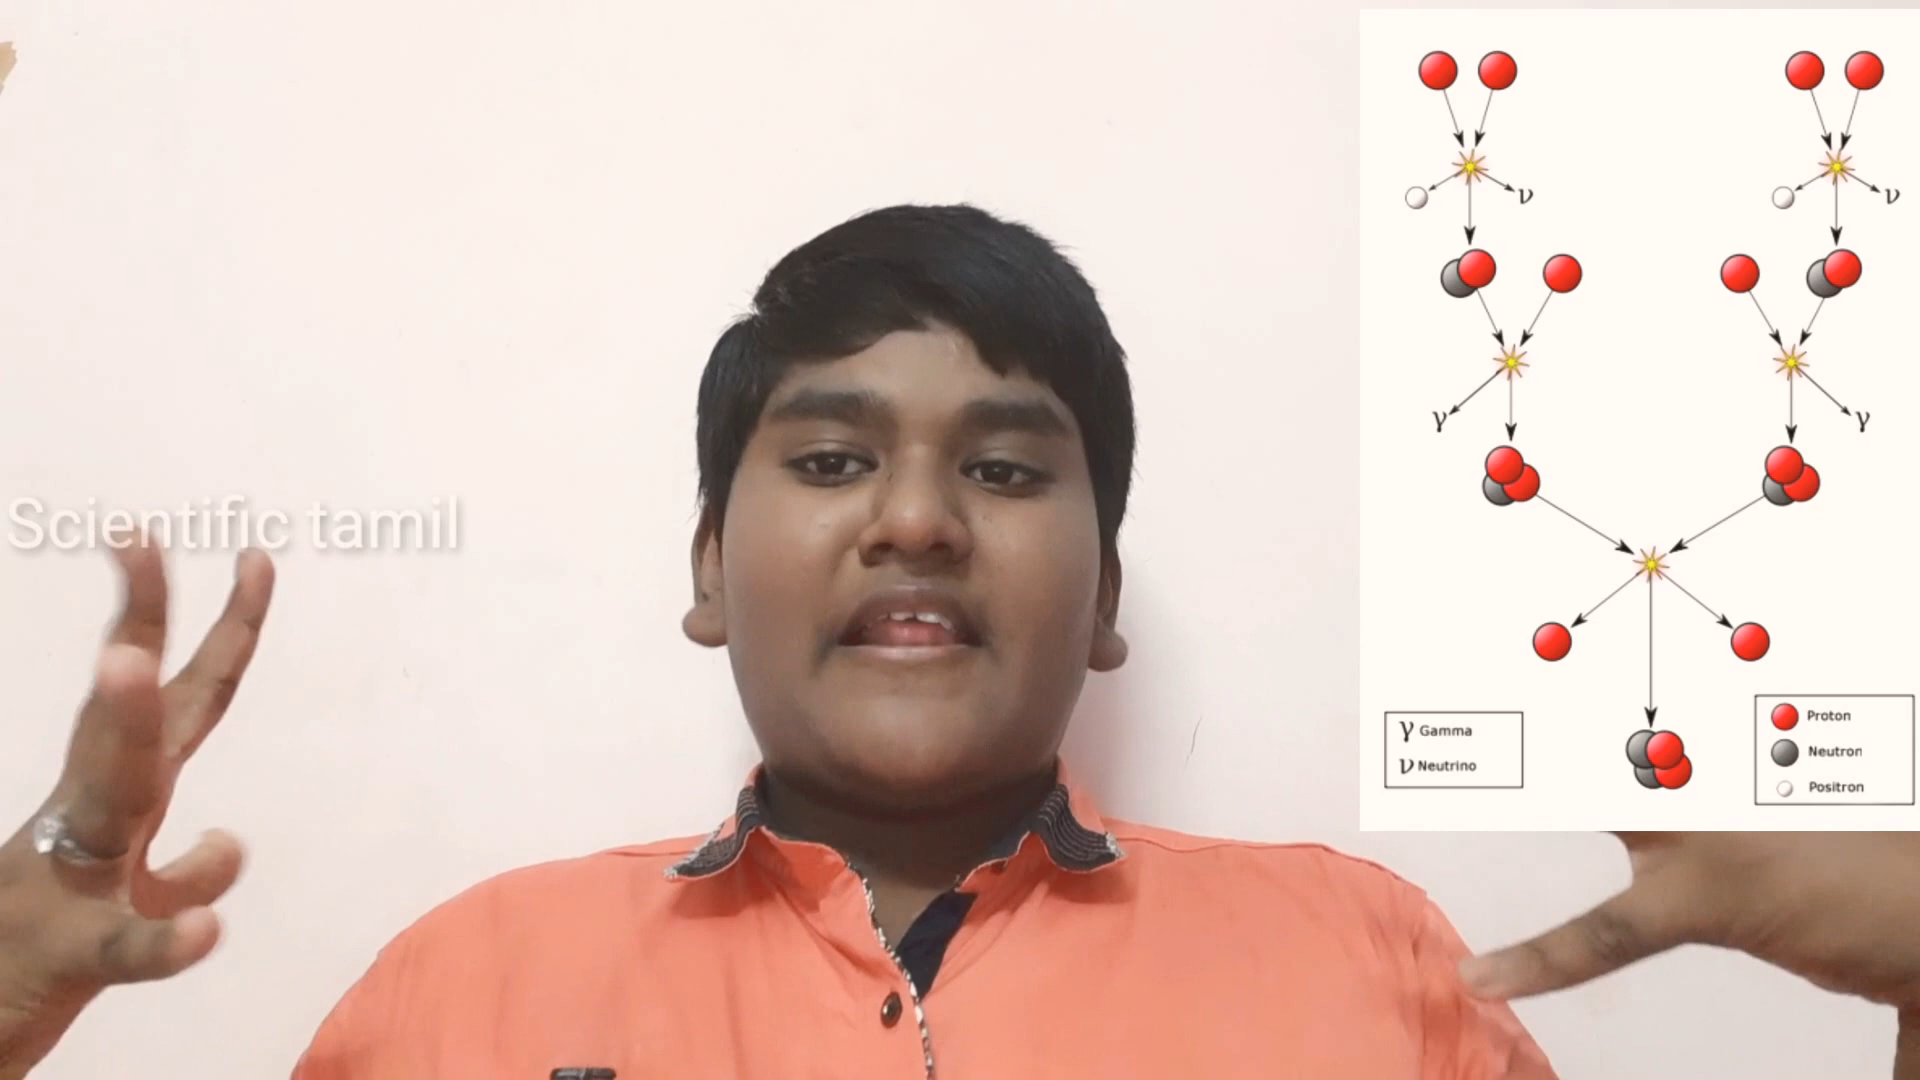 ν
ν
γ
γ
Scientific tamil
γ Gamma
ν Neutrino
Proton
Neutron
Positron